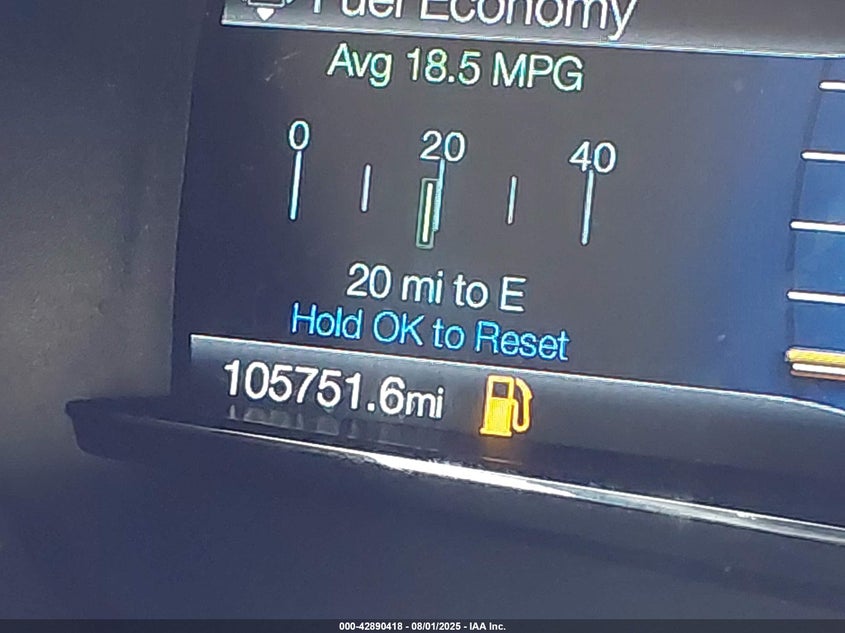 Fuel Economy
Avg 18.5 MPG
0 20 40
20 mi to E
Hold OK to Reset
105751.6mi
000-42890418 - 08/01/2025 - IAA Inc.